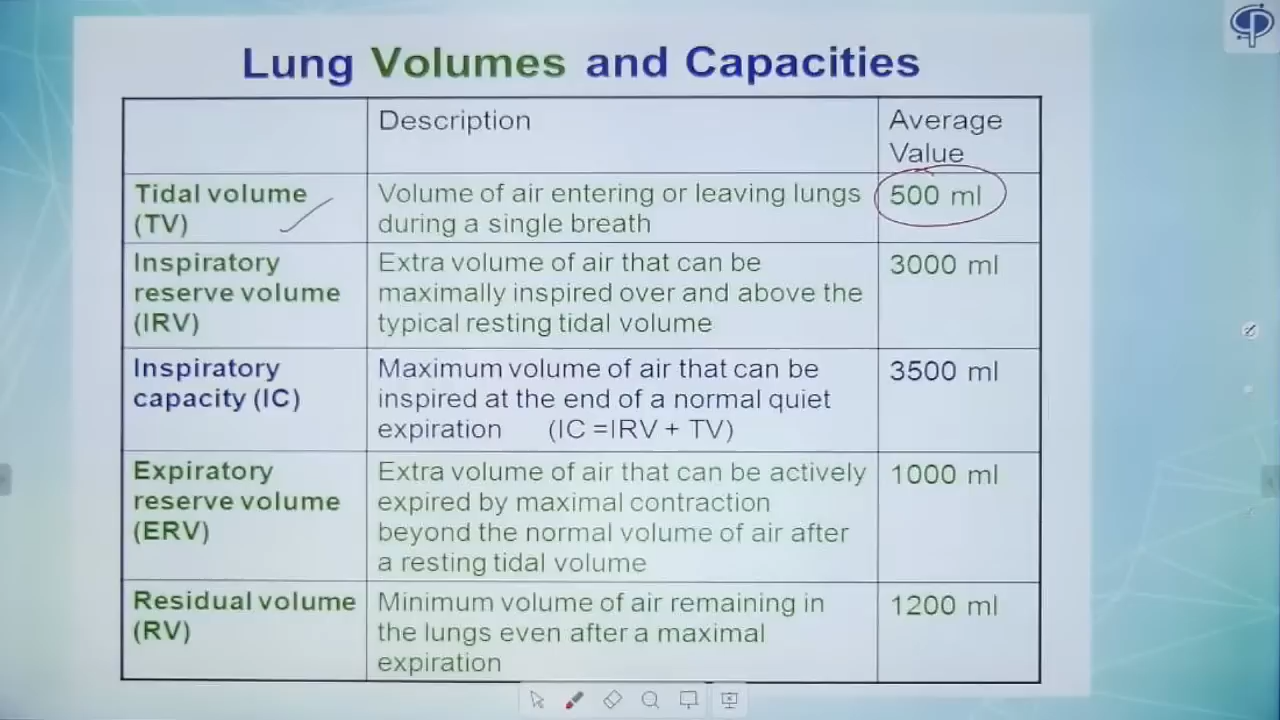 Lung Volumes and Capacities
Description
Average
Value
Tidal volume
(TV)
Volume of air entering or leaving lungs
during a single breath
500 ml
Inspiratory
reserve volume
(IRV)
Extra volume of air that can be
maximally inspired over and above the
typical resting tidal volume
3000 ml
Inspiratory
capacity (IC)
Maximum volume of air that can be
inspired at the end of a normal quiet
expiration (IC =IRV + TV)
3500 ml
Expiratory
reserve volume
(ERV)
Extra volume of air that can be actively
expired by maximal contraction
beyond the normal volume of air after
a resting tidal volume
1000 ml
Residual volume
(RV)
Minimum volume of air remaining in
the lungs even after a maximal
expiration
1200 ml